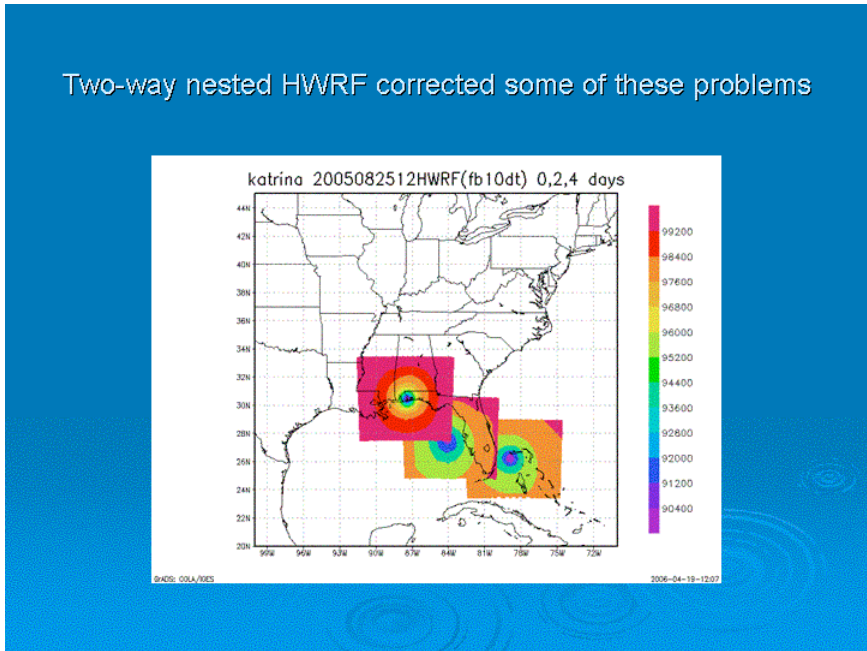 Two-way nested HWRF corrected some of these problems
katrina 2005082512HWRF(fb10dt) 0,2,4 days
44N
42N
40N
38N
36N
34N
32N
30N
28N
26N
24N
22N
20N
99W 96W 93W 90W 87W 84W 81W 78W 75W 72W
99200
98400
97600
96800
96000
95200
94400
93600
92800
92000
91200
90400
GrADS: COLA/IGES
2006-04-19-12:07